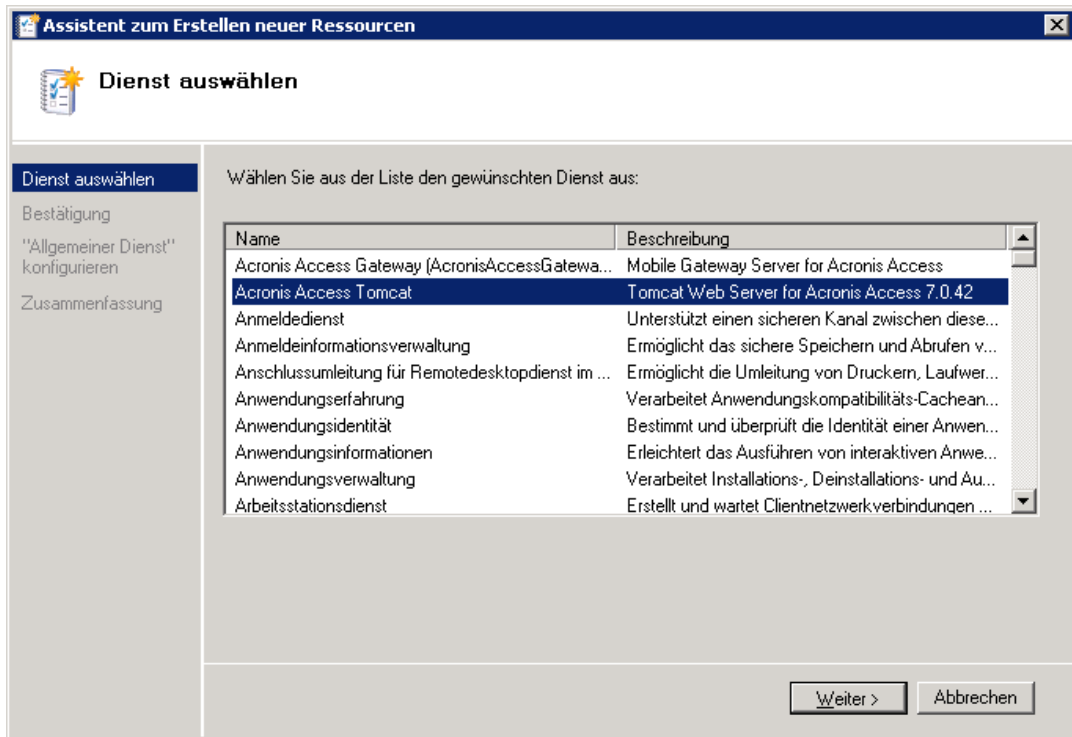 Assistent zum Erstellen neuer Ressourcen
Dienst auswählen
Dienst auswählen
Bestätigung
"Allgemeiner Dienst"
konfigurieren
Zusammenfassung
Wählen Sie aus der Liste den gewünschten Dienst aus:
Name Beschreibung
Acronis Access Gateway (AcronisAccessGatewa... Mobile Gateway Server for Acronis Access
Acronis Access Tomcat Tomcat Web Server for Acronis Access 7.0.42
Anmeldedienst Unterstützt einen sicheren Kanal zwischen diese...
Anmeldeinformationsverwaltung Ermöglicht das sichere Speichern und Abrufen v...
Anschlussumleitung für Remotedesktopdienst im ... Ermöglicht die Umleitung von Druckern, Laufwer...
Anwendungserfahrung Verarbeitet Anwendungskompatibilitäts-Cachean...
Anwendungsidentität Bestimmt und überprüft die Identität einer Anwen...
Anwendungsinformationen Erleichtert das Ausführen von interaktiven Anwe...
Anwendungsverwaltung Verarbeitet Installations-, Deinstallations- und Au...
Arbeitsstationsdienst Erstellt und wartet Clientnetzwerkverbindungen ...
Weiter > Abbrechen